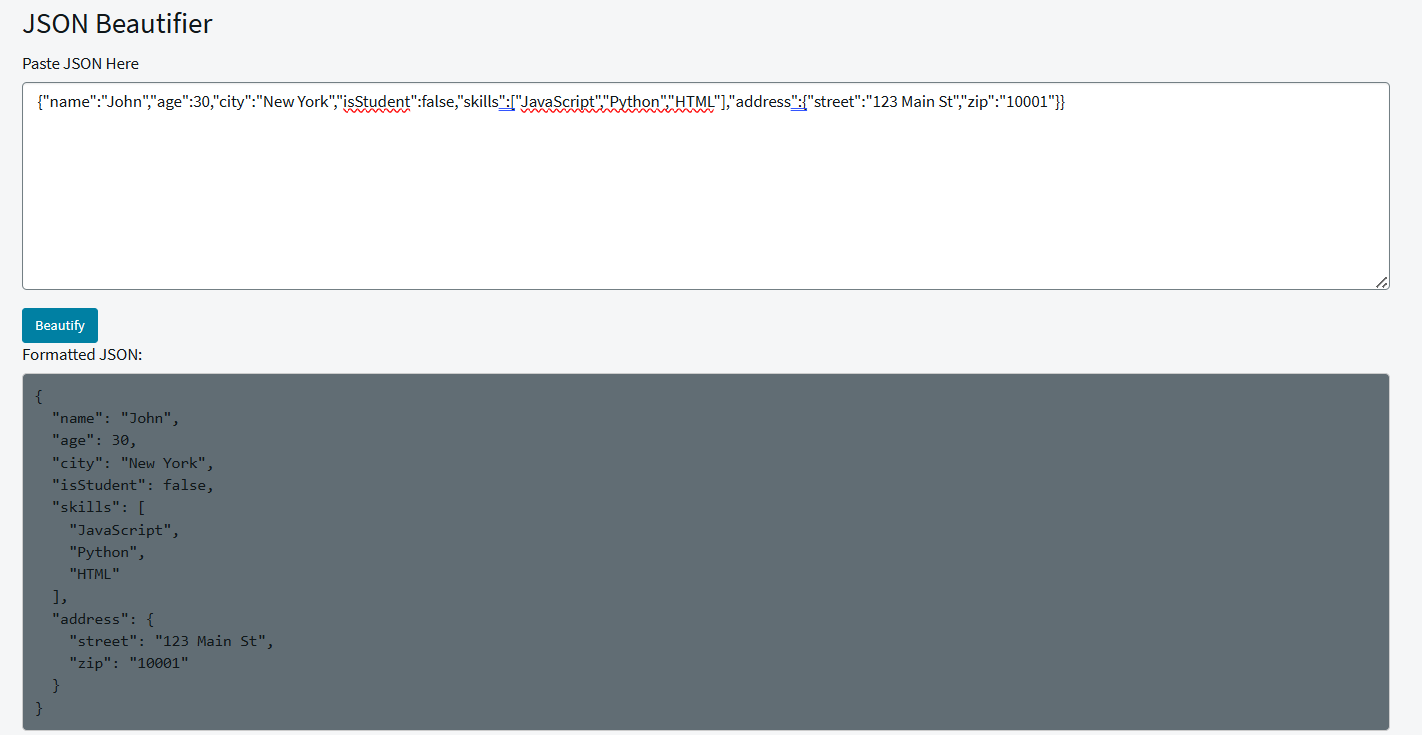 JSON Beautifier
Paste JSON Here
{"name":"John","age":30,"city":"New York","isStudent":false,"skills":["JavaScript","Python","HTML"],"address":{"street":"123 Main St","zip":"10001"}}
Beautify
Formatted JSON:
{
  "name": "John",
  "age": 30,
  "city": "New York",
  "isStudent": false,
  "skills": [
    "JavaScript",
    "Python",
    "HTML"
  ],
  "address": {
    "street": "123 Main St",
    "zip": "10001"
  }
}